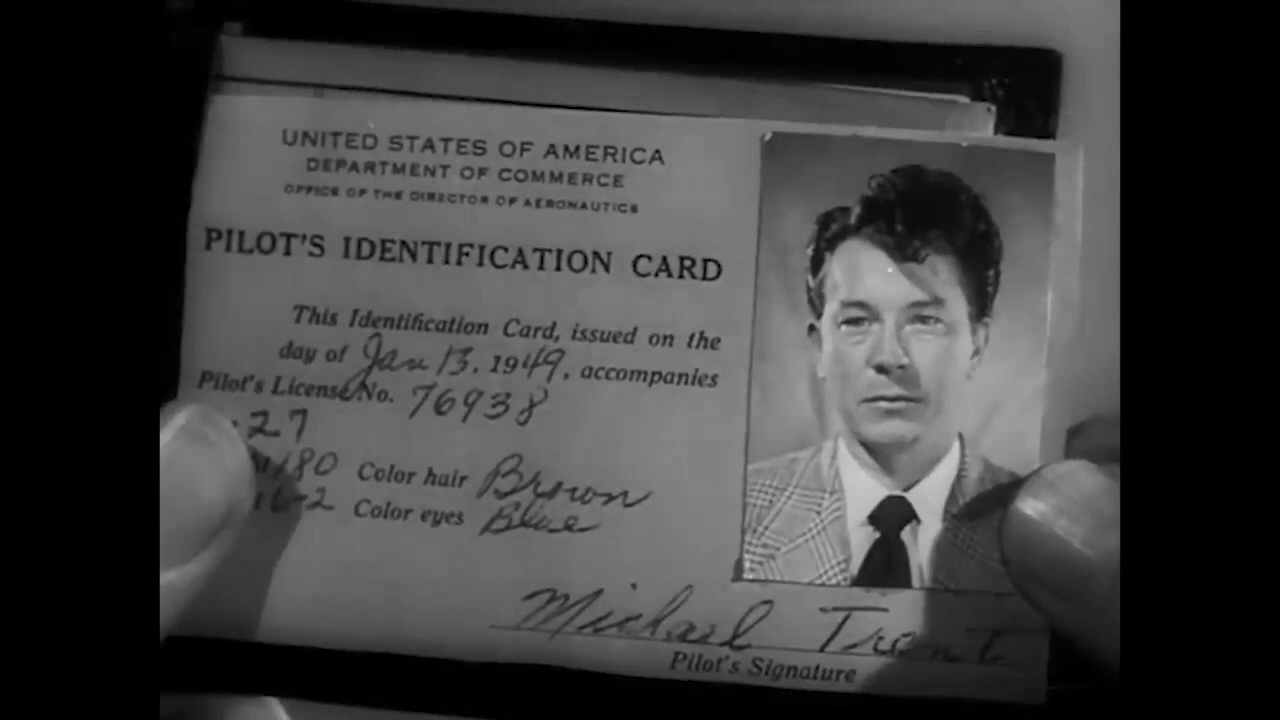 UNITED STATES OF AMERICA
DEPARTMENT OF COMMERCE
OFFICE OF THE DIRECTOR OF AERONAUTICS
PILOT'S IDENTIFICATION CARD
This Identification Card, issued on the
day of Jan 13, 1949, accompanies
Pilot's License No. 76938
27
180 Color hair Brown
6-2 Color eyes Blue
Michael Trent
Pilot's Signature